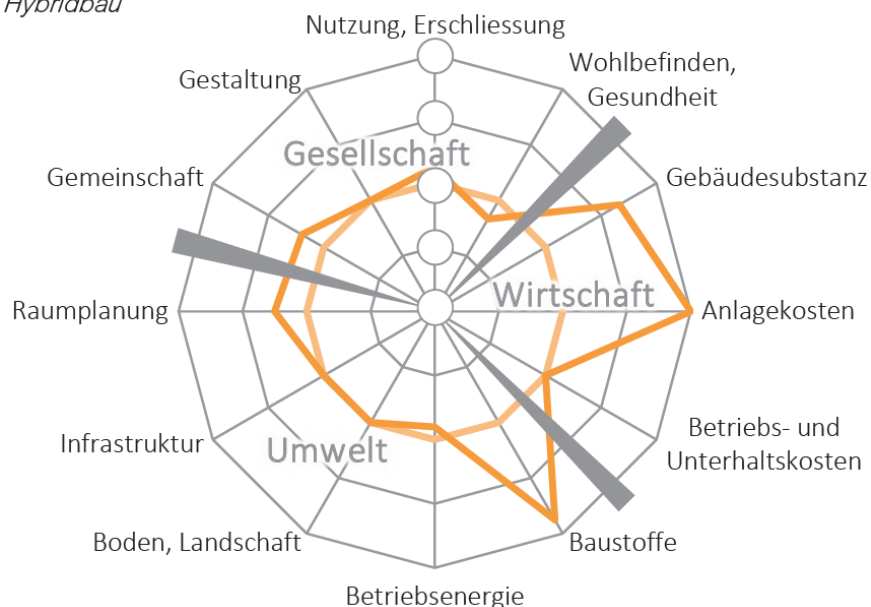 Hybridbau
Nutzung, Erschliessung
Wohlbefinden,
Gesundheit
Gestaltung
Gesellschaft
Gemeinschaft
Gebäudesubstanz
Wirtschaft
Raumplanung
Anlagekosten
Betriebs- und
Unterhaltskosten
Infrastruktur
Umwelt
Boden, Landschaft
Baustoffe
Betriebsenergie